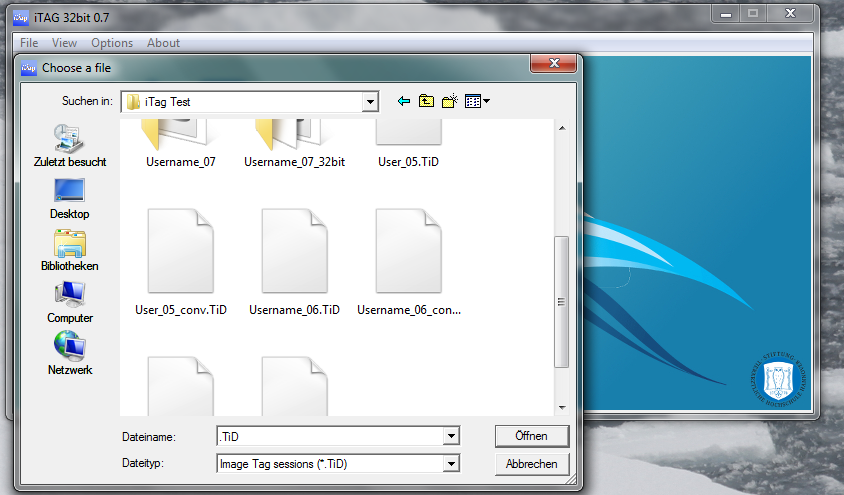 iTAG 32bit 0.7
File View Options About
Choose a file
Suchen in: iTag Test
Zuletzt besucht
Desktop
Bibliotheken
Computer
Netzwerk
Username_07 Username_07_32bit User_05.TiD
User_05_conv.TiD Username_06.TiD Username_06_con...
Dateiname: .TiD Öffnen
Dateityp: Image Tag sessions (*.TiD) Abbrechen